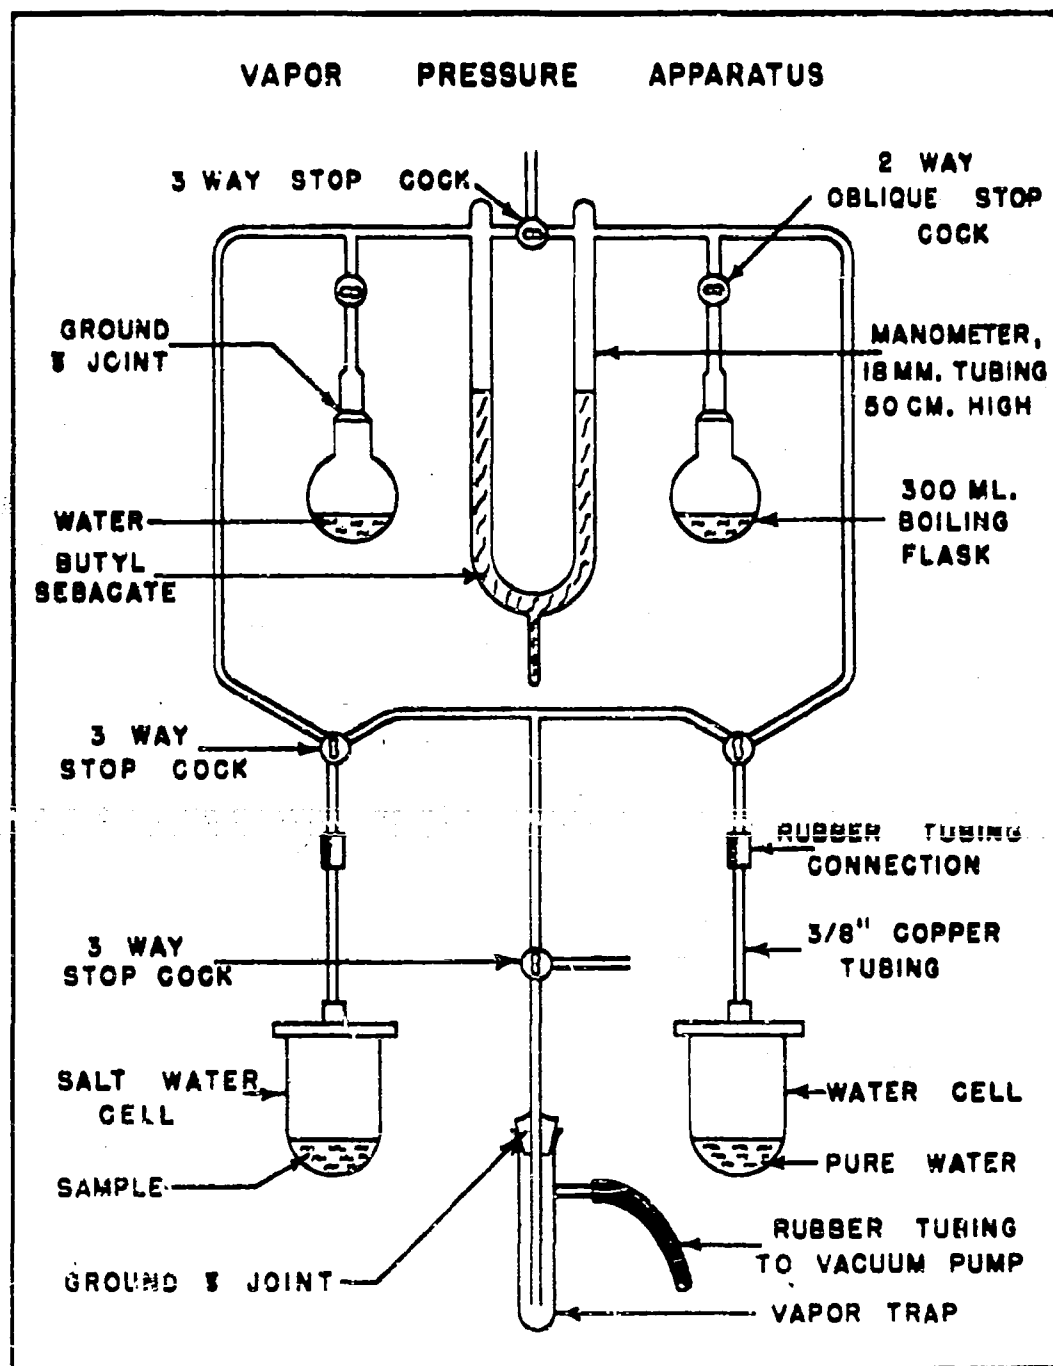 VAPOR PRESSURE APPARATUS
3 WAY STOP COCK
2 WAY
OBLIQUE STOP
COCK
GROUND
JOINT
MANOMETER,
18 MM. TUBING
50 CM. HIGH
WATER
300 ML.
BOILING
FLASK
BUTYL
SEBACATE
3 WAY
STOP COCK
RUBBER TUBING
CONNECTION
3 WAY
STOP COCK
3/8" COPPER
TUBING
SALT WATER
CELL
WATER CELL
SAMPLE
PURE WATER
RUBBER TUBING
TO VACUUM PUMP
GROUND JOINT
VAPOR TRAP